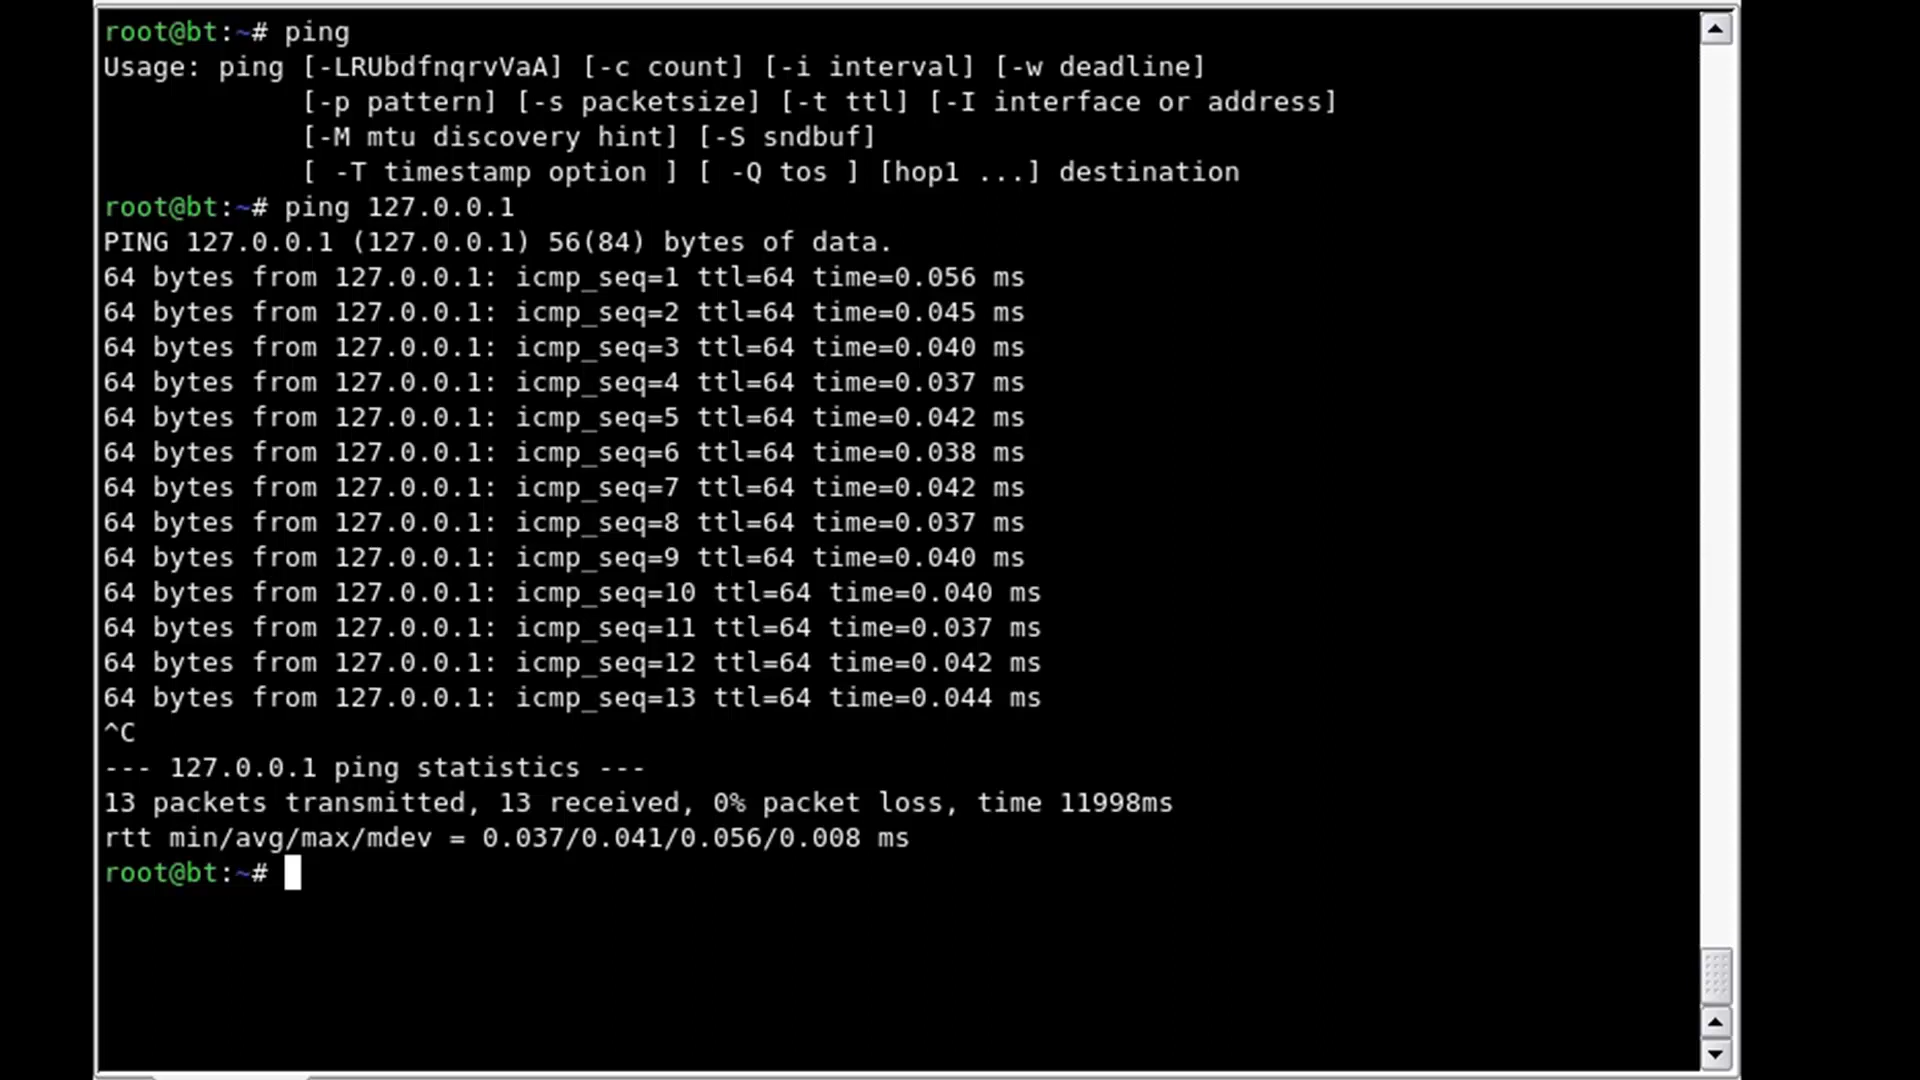 root@bt:~# ping
Usage: ping [-LRUbdfnqrvVaA] [-c count] [-i interval] [-w deadline]
            [-p pattern] [-s packetsize] [-t ttl] [-I interface or address]
            [-M mtu discovery hint] [-S sndbuf]
            [ -T timestamp option ] [ -Q tos ] [hop1 ...] destination
root@bt:~# ping 127.0.0.1
PING 127.0.0.1 (127.0.0.1) 56(84) bytes of data.
64 bytes from 127.0.0.1: icmp_seq=1 ttl=64 time=0.056 ms
64 bytes from 127.0.0.1: icmp_seq=2 ttl=64 time=0.045 ms
64 bytes from 127.0.0.1: icmp_seq=3 ttl=64 time=0.040 ms
64 bytes from 127.0.0.1: icmp_seq=4 ttl=64 time=0.037 ms
64 bytes from 127.0.0.1: icmp_seq=5 ttl=64 time=0.042 ms
64 bytes from 127.0.0.1: icmp_seq=6 ttl=64 time=0.038 ms
64 bytes from 127.0.0.1: icmp_seq=7 ttl=64 time=0.042 ms
64 bytes from 127.0.0.1: icmp_seq=8 ttl=64 time=0.037 ms
64 bytes from 127.0.0.1: icmp_seq=9 ttl=64 time=0.040 ms
64 bytes from 127.0.0.1: icmp_seq=10 ttl=64 time=0.040 ms
64 bytes from 127.0.0.1: icmp_seq=11 ttl=64 time=0.037 ms
64 bytes from 127.0.0.1: icmp_seq=12 ttl=64 time=0.042 ms
64 bytes from 127.0.0.1: icmp_seq=13 ttl=64 time=0.044 ms
^C
--- 127.0.0.1 ping statistics ---
13 packets transmitted, 13 received, 0% packet loss, time 11998ms
rtt min/avg/max/mdev = 0.037/0.041/0.056/0.008 ms
root@bt:~#